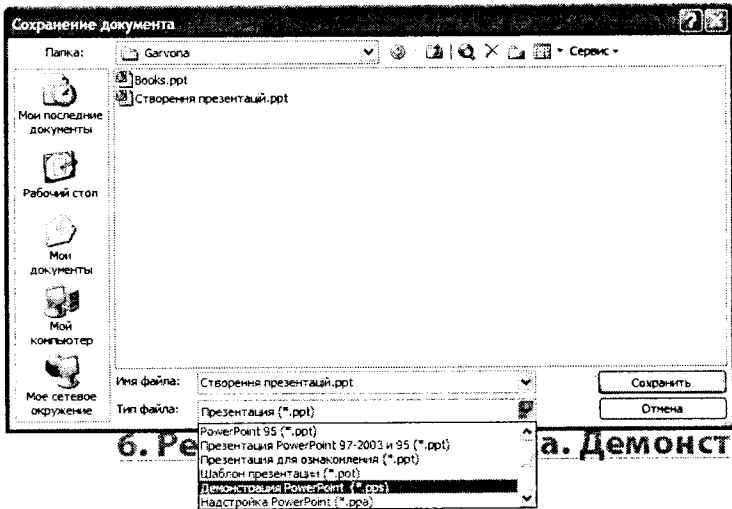 Сохранение документа
Папка: Garvona Сервис
Books.ppt
Створення презентацій.ppt
Мои последние документы
Рабочий стол
Мои документы
Мой компьютер
Мое сетевое окружение
Имя файла: Створення презентацій.ppt Сохранить
Тип файла: Презентация (*.ppt) Отмена
PowerPoint 95 (*.ppt)
Презентация PowerPoint 97-2003 и 95 (*.ppt)
Презентация для ознакомления (*.ppt)
Шаблон презентации (*.pot)
Демонстрация PowerPoint (*.pps)
Надстройка PowerPoint (*.ppa)
6. Ре а. Демонст